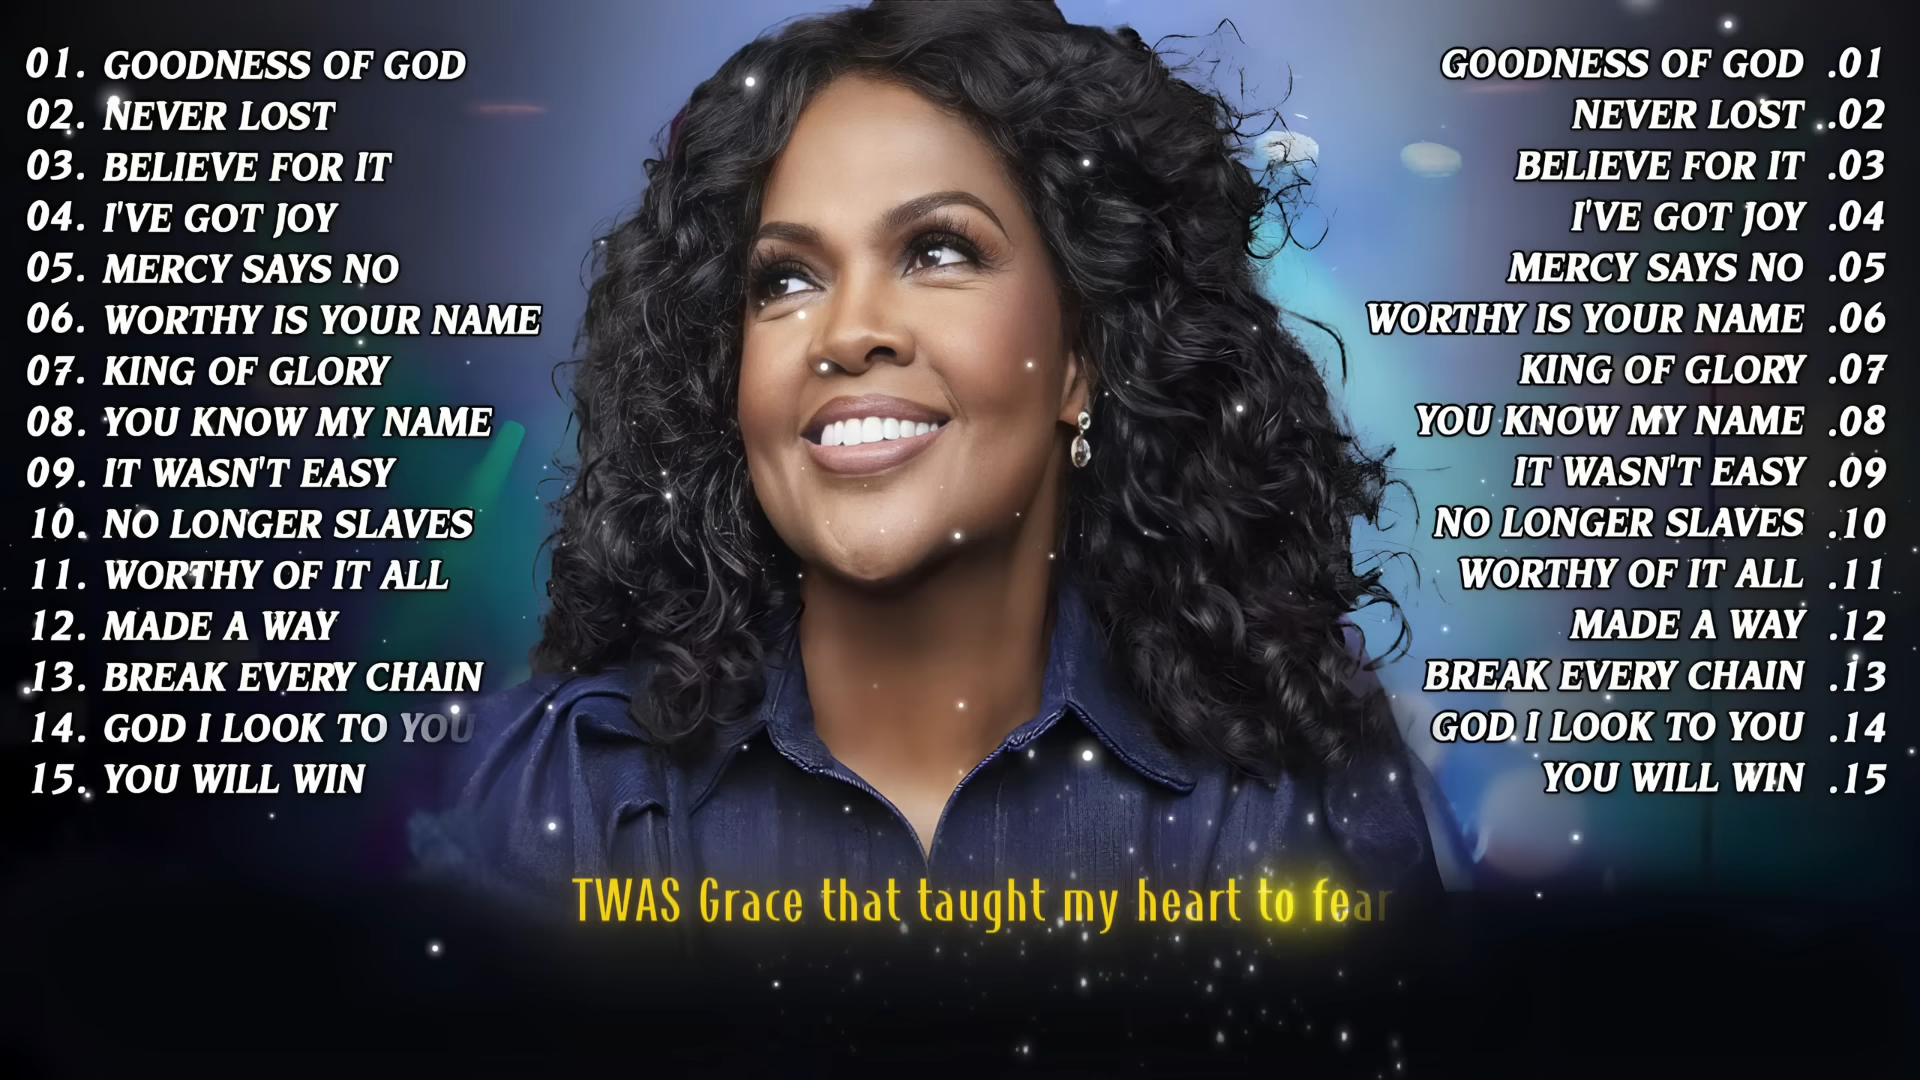 01. GOODNESS OF GOD
02. NEVER LOST
03. BELIEVE FOR IT
04. I'VE GOT JOY
05. MERCY SAYS NO
06. WORTHY IS YOUR NAME
07. KING OF GLORY
08. YOU KNOW MY NAME
09. IT WASN'T EASY
10. NO LONGER SLAVES
11. WORTHY OF IT ALL
12. MADE A WAY
13. BREAK EVERY CHAIN
14. GOD I LOOK TO YOU
15. YOU WILL WIN
GOODNESS OF GOD .01
NEVER LOST .02
BELIEVE FOR IT .03
I'VE GOT JOY .04
MERCY SAYS NO .05
WORTHY IS YOUR NAME .06
KING OF GLORY .07
YOU KNOW MY NAME .08
IT WASN'T EASY .09
NO LONGER SLAVES .10
WORTHY OF IT ALL .11
MADE A WAY .12
BREAK EVERY CHAIN .13
GOD I LOOK TO YOU .14
YOU WILL WIN .15
TWAS Grace that taught my heart to fear